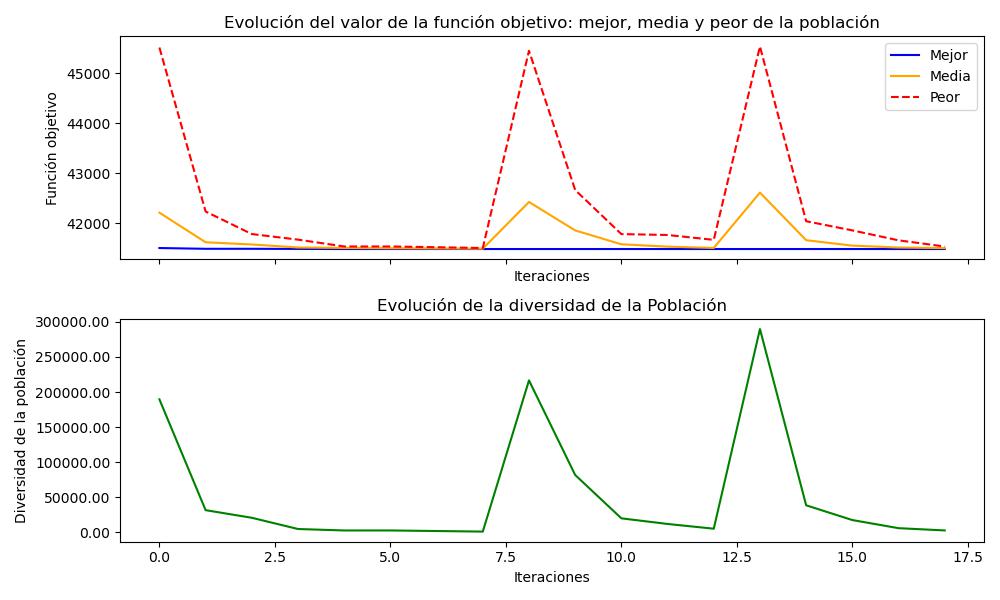 Evolución del valor de la función objetivo: mejor, media y peor de la población
Función objetivo
45000
44000
43000
42000
Mejor
Media
Peor
Iteraciones
Evolución de la diversidad de la Población
Diversidad de la población
300000.00
250000.00
200000.00
150000.00
100000.00
50000.00
0.00
0.0 2.5 5.0 7.5 10.0 12.5 15.0 17.5
Iteraciones